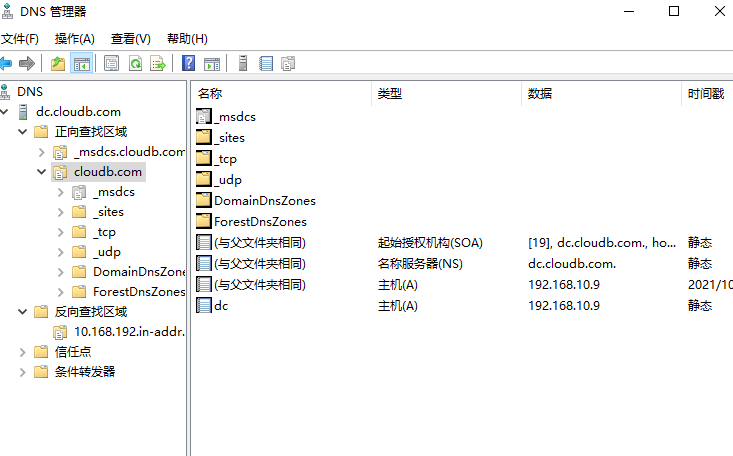 DNS 管理器
文件(F) 操作(A) 查看(V) 帮助(H)
DNS
dc.cloudb.com
正向查找区域
_msdcs.cloudb.com
cloudb.com
_msdcs
_sites
_tcp
_udp
DomainDnsZone
ForestDnsZones
反向查找区域
10.168.192.in-addr.
信任点
条件转发器
名称 类型 数据 时间戳
_msdcs
_sites
_tcp
_udp
DomainDnsZones
ForestDnsZones
(与父文件夹相同) 起始授权机构(SOA) [19], dc.cloudb.com., ho... 静态
(与父文件夹相同) 名称服务器(NS) dc.cloudb.com. 静态
(与父文件夹相同) 主机(A) 192.168.10.9 2021/10
dc 主机(A) 192.168.10.9 静态